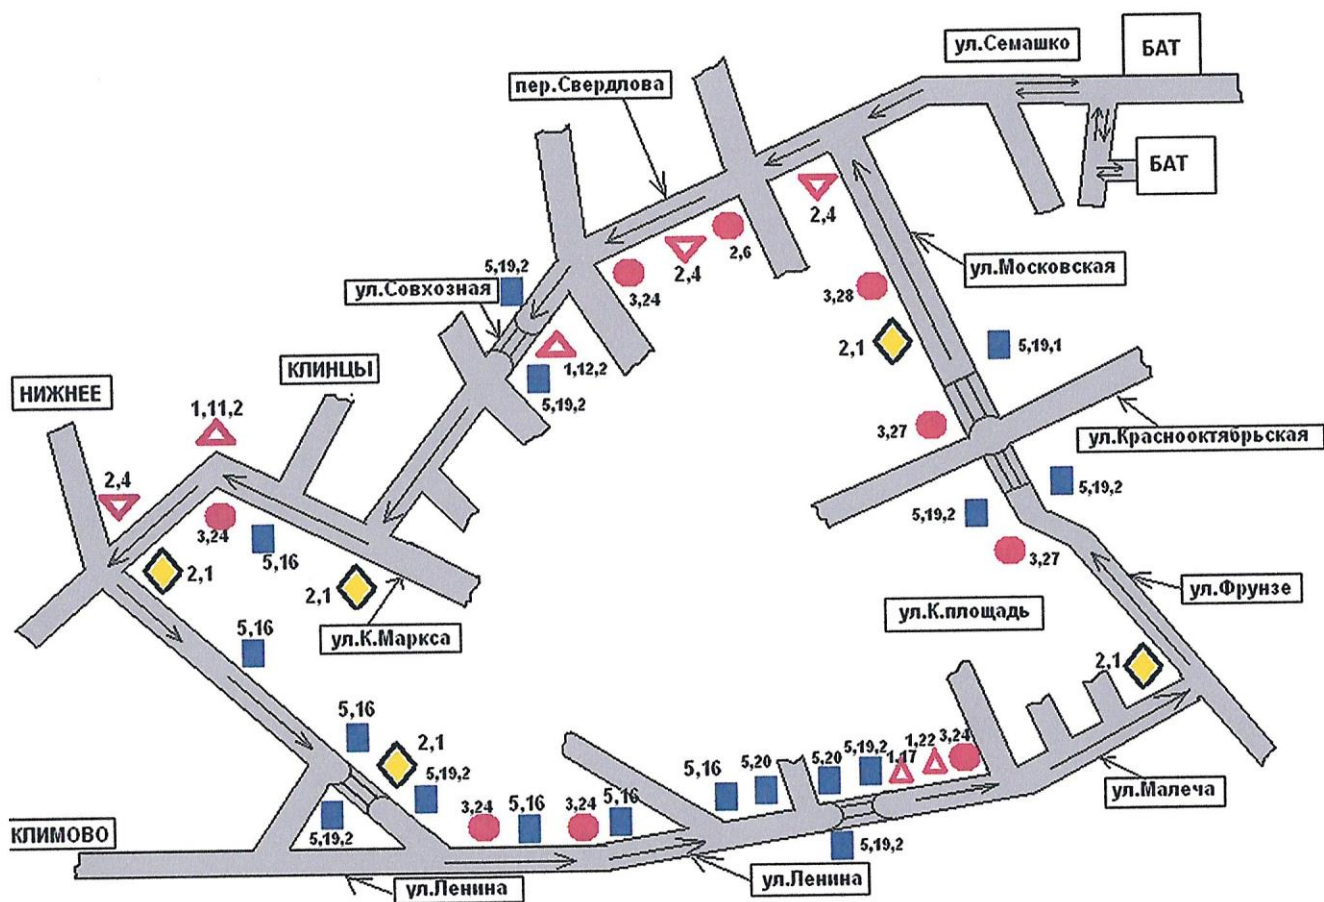 ул.Семашко
БАТ
пер.Свердлова
БАТ
2,4
2,6
2,4
3,24
5,19,2
ул.Совхозная
ул.Московская
3,28
2,1
5,19,1
1,12,2
5,19,2
КЛИНЦЫ
НИЖНЕЕ
1,11,2
2,4
3,27
ул.Краснооктябрьская
5,19,2
5,19,2
3,27
3,24
5,16
2,1
2,1
ул.К.Маркса
ул.К.площадь
ул.Фрунзе
2,1
5,16
5,16
2,1
5,19,2
5,19,2
3,24
5,16
3,24
5,16
5,16
5,20
5,20
5,19,2
1,17
1,22
3,24
5,19,2
ул.Малеча
КЛИМОВО
ул.Ленина
ул.Ленина